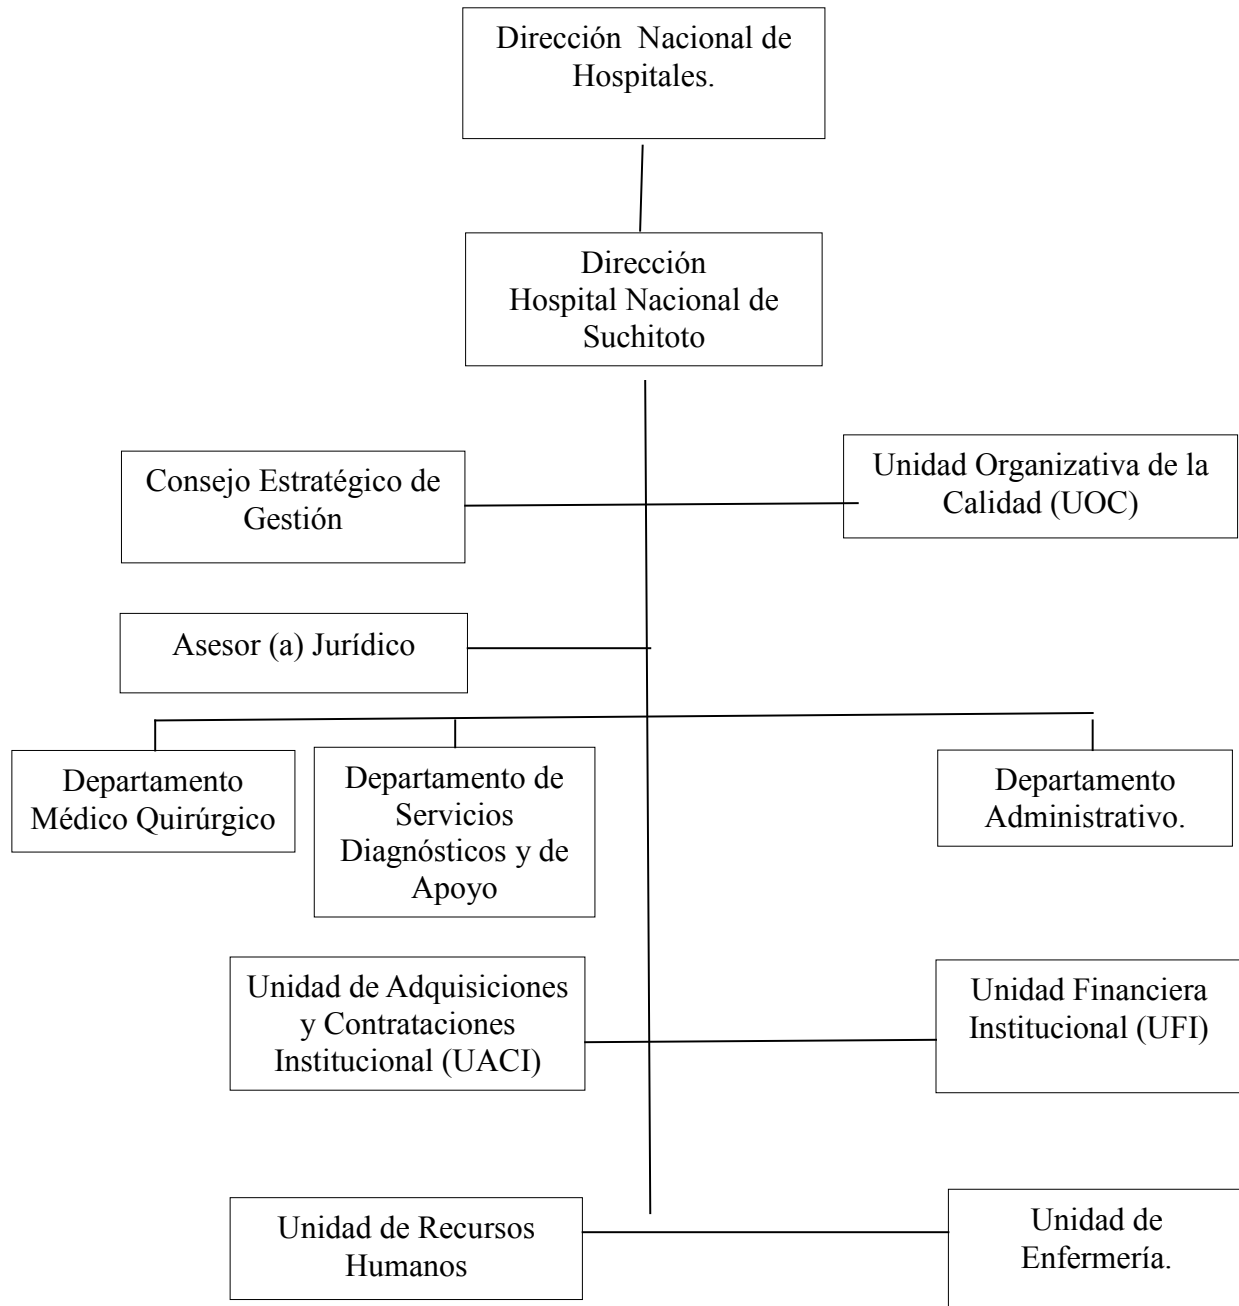 Dirección  Nacional de
Hospitales.
Dirección
Hospital Nacional de
Suchitoto
Consejo Estratégico de
Gestión
Unidad Organizativa de la
Calidad (UOC)
Asesor (a) Jurídico
Departamento
Médico Quirúrgico
Departamento de
Servicios
Diagnósticos y de
Apoyo
Departamento
Administrativo.
Unidad de Adquisiciones
y Contrataciones
Institucional (UACI)
Unidad Financiera
Institucional (UFI)
Unidad de Recursos
Humanos
Unidad de
Enfermería.